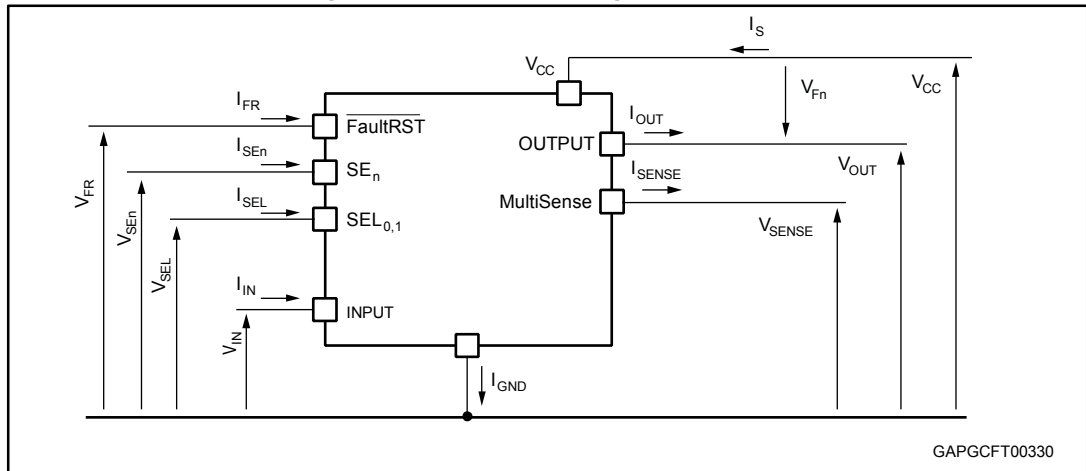 I_S
V_CC
V_Fn
V_CC
I_FR
FaultRST
I_OUT
OUTPUT
I_SEn
SE_n
V_OUT
I_SENSE
MultiSense
V_FR
I_SEL
SEL_0,1
V_SEn
V_SENSE
V_SEL
I_IN
INPUT
V_IN
I_GND
GAPGCFT00330